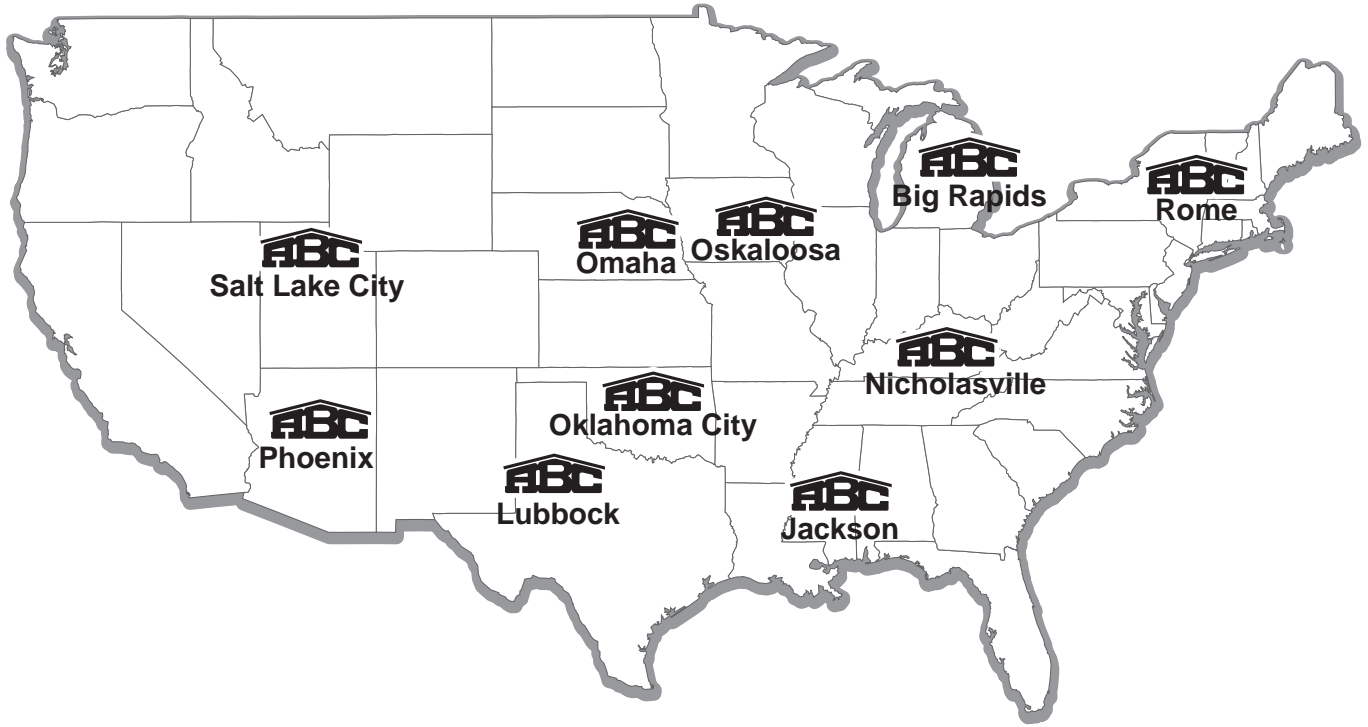 ABC
Big Rapids
ABC
Rome
ABC
Omaha
ABC
Oskaloosa
ABC
Salt Lake City
ABC
Nicholasville
ABC
Oklahoma City
ABC
Phoenix
ABC
Lubbock
ABC
Jackson